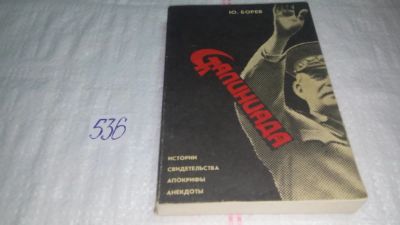 Ю. БОРЕВ
Сталиниада
ИСТОРИИ
СВИДЕТЕЛЬСТВА
АПОКРИФЫ
АНЕКДОТЫ
536